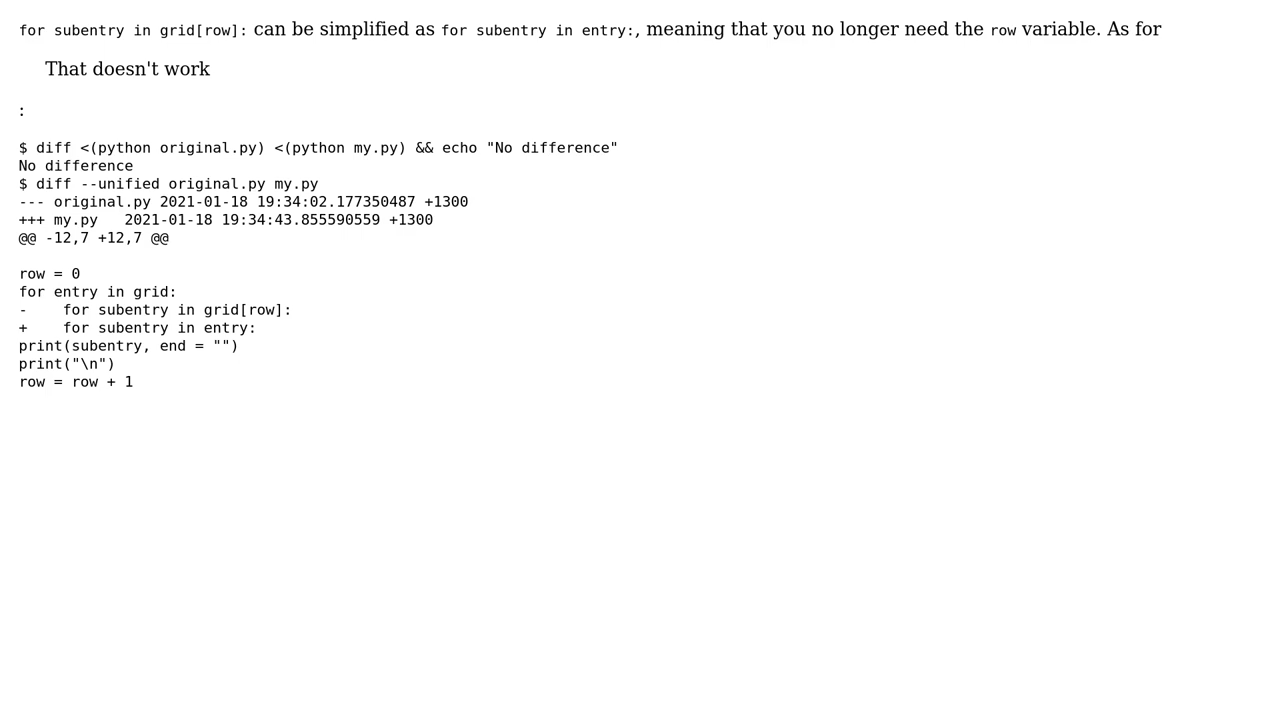 for subentry in grid[row]: can be simplified as for subentry in entry:, meaning that you no longer need the row variable. As for
That doesn't work
:
$ diff <(python original.py) <(python my.py) && echo "No difference"
No difference
$ diff --unified original.py my.py
--- original.py 2021-01-18 19:34:02.177350487 +1300
+++ my.py   2021-01-18 19:34:43.855590559 +1300
@@ -12,7 +12,7 @@
row = 0
for entry in grid:
-    for subentry in grid[row]:
+    for subentry in entry:
print(subentry, end = "")
print("\n")
row = row + 1